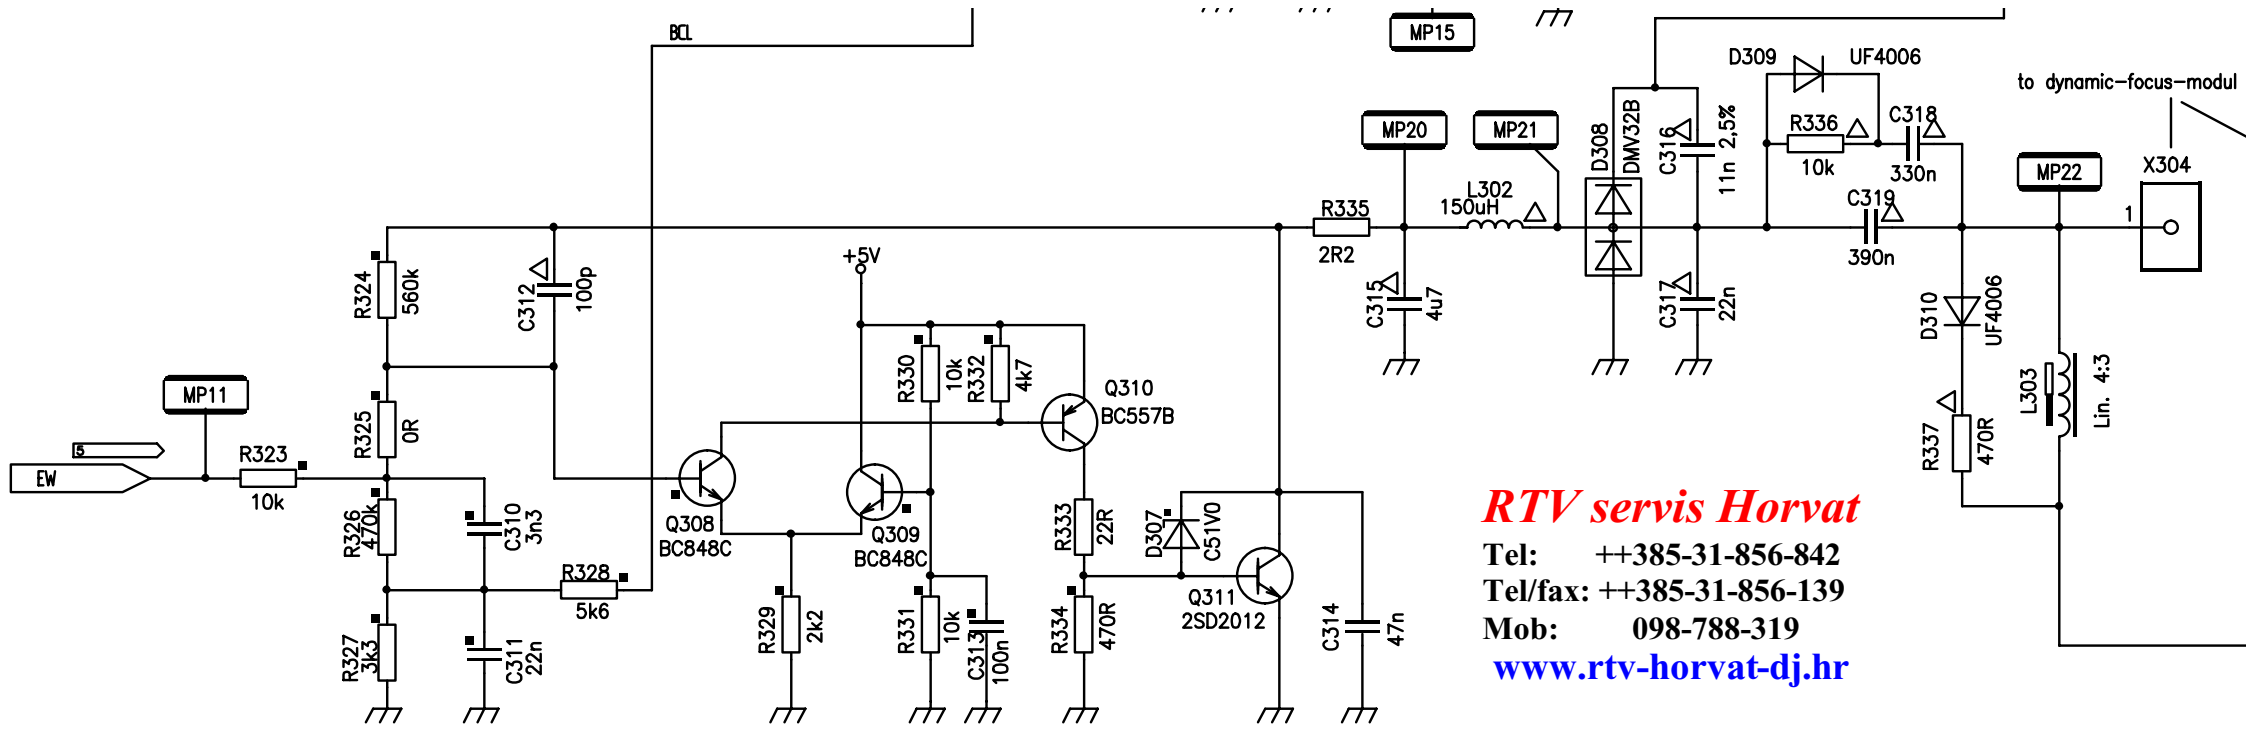 BCL
MP15
D309
UF4006
to dynamic-focus-modul
MP20
MP21
D308
DMV32B
C316
11n 2,5%
R336
10k
C318
330n
MP22
X304
1
L302
150uH
C319
390n
R335
2R2
+5V
R324
560k
C312
100p
C315
4u7
C317
22n
D310
UF4006
R330
10k
R332
4k7
Q310
BC557B
MP11
R325
0R
L303
Lin. 4:3
R337
470R
5
EW
R323
10k
R326
470k
C310
3n3
Q308
BC848C
Q309
BC848C
R333
22R
D307
C51V0
RTV servis Horvat
Tel: ++385-31-856-842
Tel/fax: ++385-31-856-139
Mob: 098-788-319
www.rtv-horvat-dj.hr
R328
5k6
Q311
2SD2012
R327
3k3
C311
22n
R329
2k2
R331
10k
C313
100n
R334
470R
C314
47n